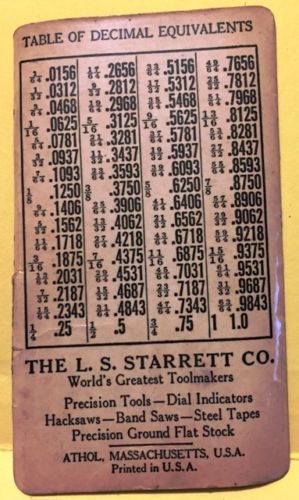 TABLE OF DECIMAL EQUIVALENTS
1/64 .0156 17/64 .2656 33/64 .5156 49/64 .7656
1/32 .0312 9/32 .2812 17/32 .5312 25/32 .7812
3/64 .0468 19/64 .2968 35/64 .5468 51/64 .7968
1/16 .0625 5/16 .3125 9/16 .5625 13/16 .8125
5/64 .0781 21/64 .3281 37/64 .5781 53/64 .8281
3/32 .0937 11/32 .3437 19/32 .5937 27/32 .8437
7/64 .1093 23/64 .3593 39/64 .6093 55/64 .8593
1/8 .1250 3/8 .3750 5/8 .6250 7/8 .8750
9/64 .1406 25/64 .3906 41/64 .6406 57/64 .8906
5/32 .1562 13/32 .4062 21/32 .6562 29/32 .9062
11/64 .1718 27/64 .4218 43/64 .6718 59/64 .9218
3/16 .1875 7/16 .4375 11/16 .6875 15/16 .9375
13/64 .2031 29/64 .4531 45/64 .7031 61/64 .9531
7/32 .2187 15/32 .4687 23/32 .7187 31/32 .9687
15/64 .2343 31/64 .4843 47/64 .7343 63/64 .9843
1/4 .25 1/2 .5 3/4 .75 1 1.0
THE L. S. STARRETT CO.
World's Greatest Toolmakers
Precision Tools—Dial Indicators
Hacksaws—Band Saws—Steel Tapes
Precision Ground Flat Stock
ATHOL, MASSACHUSETTS, U.S.A.
Printed in U.S.A.